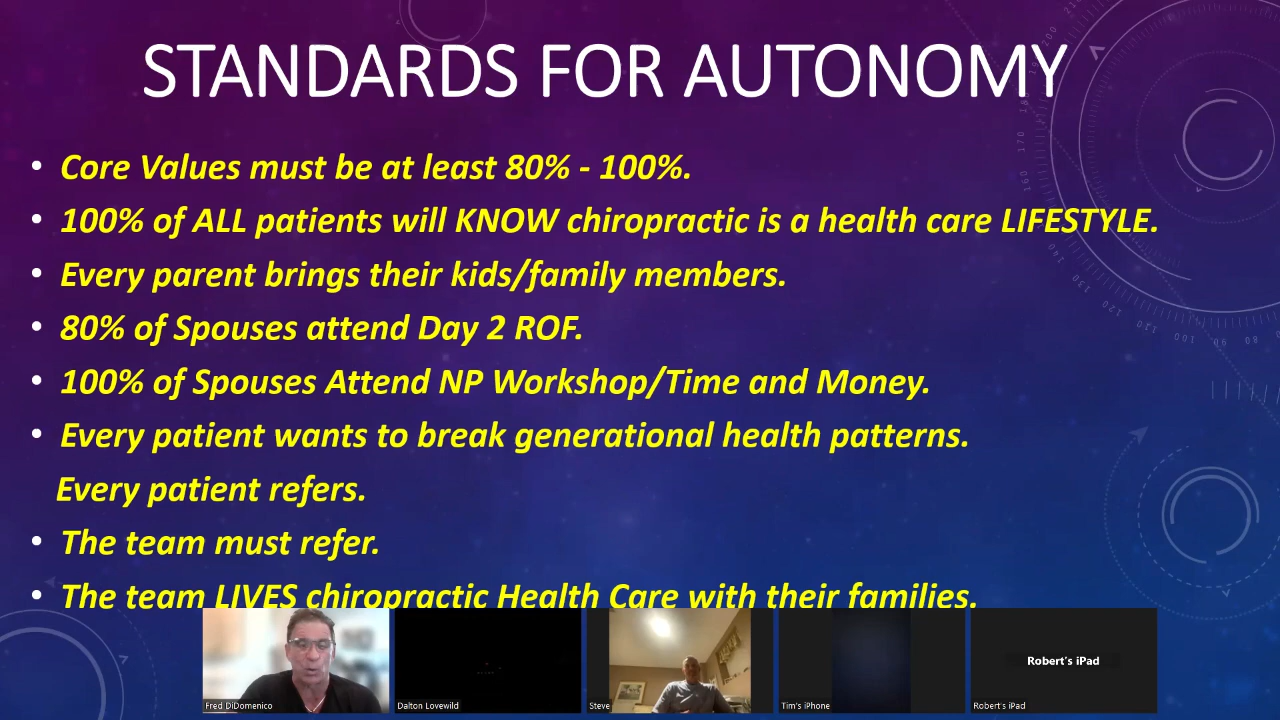 STANDARDS FOR AUTONOMY
• Core Values must be at least 80% - 100%.
• 100% of ALL patients will KNOW chiropractic is a health care LIFESTYLE.
• Every parent brings their kids/family members.
• 80% of Spouses attend Day 2 ROF.
• 100% of Spouses Attend NP Workshop/Time and Money.
• Every patient wants to break generational health patterns.
Every patient refers.
• The team must refer.
• The team LIVES chiropractic Health Care with their families.
Robert's iPad
Fred DiDomenico
Dalton Lovewild
Steve
Tim's iPhone
Robert's iPad